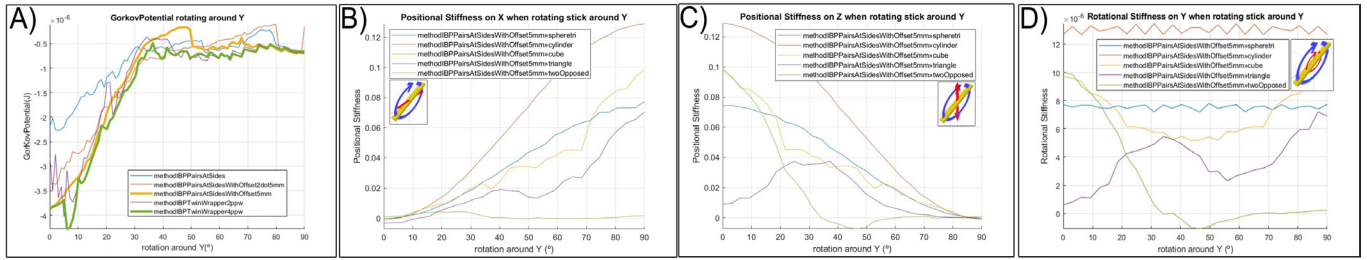 A)
GorkovPotential rotating around Y
×10⁻⁶
GorKovPotential(J)
-0.5
-1
-1.5
-2
-2.5
-3
-3.5
-4
methodIBPPairsAtSides
methodIBPPairsAtSidesWithOffset2dot5mm
methodIBPPairsAtSidesWithOffset5mm
methodIBPTwinWrapper2ppw
methodIBPTwinWrapper4ppw
0 10 20 30 40 50 60 70 80 90
rotation around Y(º)
B)
Positional Stiffness on X when rotating stick around Y
Positional Stiffness
0.12
0.1
0.08
0.06
0.04
0.02
0
methodIBPPairsAtSidesWithOffset5mm×spheretri
methodIBPPairsAtSidesWithOffset5mm×cylinder
methodIBPPairsAtSidesWithOffset5mm×cube
methodIBPPairsAtSidesWithOffset5mm×triangle
methodIBPPairsAtSidesWithOffset5mm×twoOpposed
0 10 20 30 40 50 60 70 80 90
rotation around Y (º)
C)
Positional Stiffness on Z when rotating stick around Y
Positional Stiffness
0.12
0.1
0.08
0.06
0.04
0.02
0
methodIBPPairsAtSidesWithOffset5mm×spheretri
methodIBPPairsAtSidesWithOffset5mm×cylinder
methodIBPPairsAtSidesWithOffset5mm×cube
methodIBPPairsAtSidesWithOffset5mm×triangle
methodIBPPairsAtSidesWithOffset5mm×twoOpposed
0 10 20 30 40 50 60 70 80 90
rotation around Y (º)
D)
Rotational Stiffness on Y when rotating stick around Y
×10⁻⁶
Rotational Stiffness
12
10
8
6
4
2
0
methodIBPPairsAtSidesWithOffset5mm×spheretri
methodIBPPairsAtSidesWithOffset5mm×cylinder
methodIBPPairsAtSidesWithOffset5mm×cube
methodIBPPairsAtSidesWithOffset5mm×triangle
methodIBPPairsAtSidesWithOffset5mm×twoOpposed
0 10 20 30 40 50 60 70 80 90
rotation around Y (º)